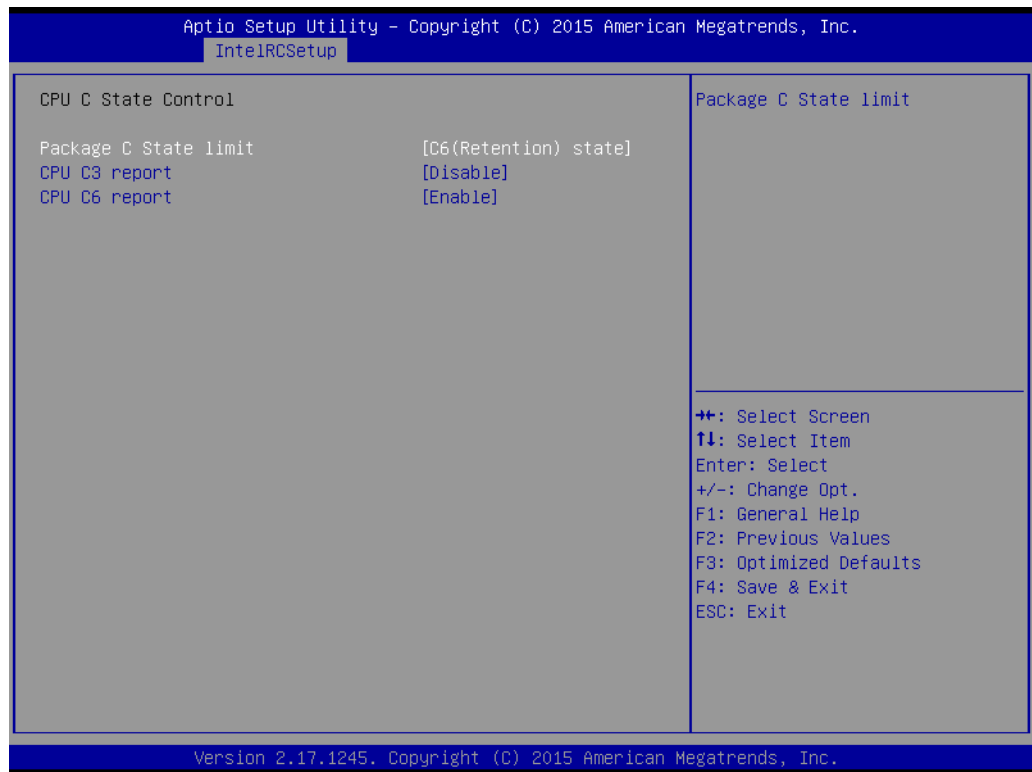 Aptio Setup Utility – Copyright (C) 2015 American Megatrends, Inc.
IntelRCSetup
CPU C State Control
Package C State limit [C6(Retention) state]
CPU C3 report [Disable]
CPU C6 report [Enable]
Package C State limit
→←: Select Screen
↑↓: Select Item
Enter: Select
+/-: Change Opt.
F1: General Help
F2: Previous Values
F3: Optimized Defaults
F4: Save & Exit
ESC: Exit
Version 2.17.1245. Copyright (C) 2015 American Megatrends, Inc.